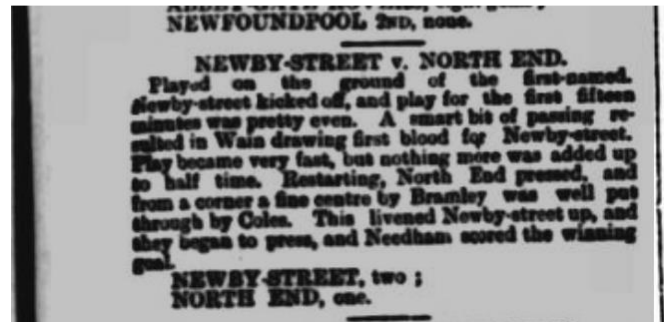 NEWFOUNDPOOL 2ND, none.
NEWBY-STREET v. NORTH END.
Played on the ground of the first-named.
Newby-street kicked off, and play for the first fifteen
minutes was pretty even. A smart bit of passing re-
sulted in Wain drawing first blood for Newby-street.
Play became very fast, but nothing more was added up
to half time. Restarting, North End pressed, and
from a corner a fine centre by Bramley was well put
through by Coles. This livened Newby-street up, and
they began to press, and Needham scored the winning
goal.
NEWBY-STREET, two ;
NORTH END, one.